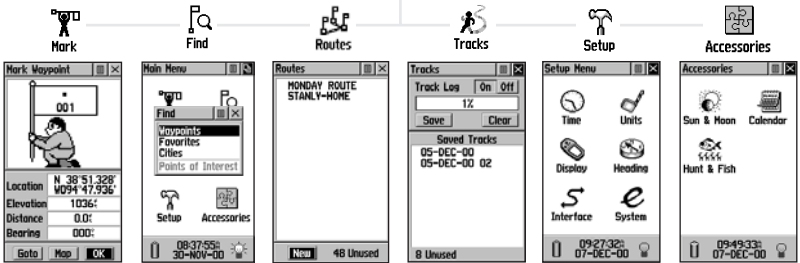 Mark
Find
Routes
Tracks
Setup
Accessories
Mark Waypoint
001
Location
N 38°51.328'
W094°47.936'
Elevation 1036
Distance 0.0
Bearing 000
Goto Map OK
Main Menu
Find
Waypoints
Favorites
Cities
Points of Interest
Setup Accessories
08:37:55
30-NOV-00
Routes
MONDAY ROUTE
STANLY-HOME
New 48 Unused
Tracks
Track Log On Off
1%
Save Clear
Saved Tracks
05-DEC-00
05-DEC-00 02
8 Unused
Setup Menu
Time Units
Display Heading
Interface System
09:27:32
07-DEC-00
Accessories
Sun & Moon Calendar
Hunt & Fish
09:49:33
07-DEC-00